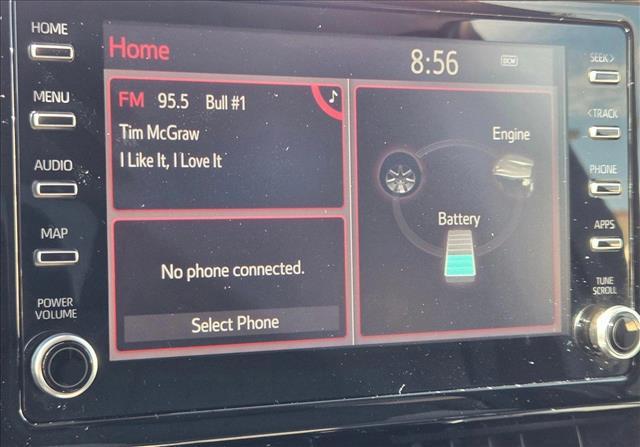 HOME
MENU
AUDIO
MAP
POWER
VOLUME
Home
8:56
DCM
FM 95.5 Bull #1
Tim McGraw
I Like It, I Love It
No phone connected.
Select Phone
Engine
Battery
SEEK >
< TRACK
PHONE
APPS
TUNE
SCROLL